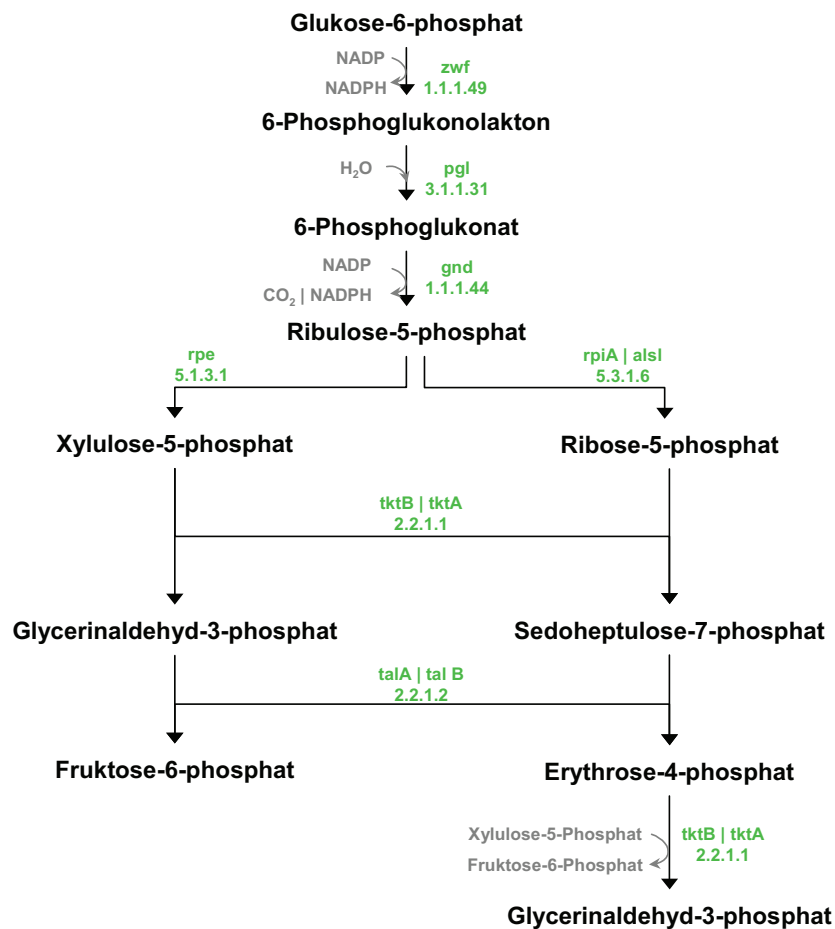 Glukose-6-phosphat
NADP
zwf
NADPH
1.1.1.49
6-Phosphoglukonolakton
H₂O
pgl
3.1.1.31
6-Phosphoglukonat
NADP
gnd
CO₂ | NADPH
1.1.1.44
Ribulose-5-phosphat
rpe
5.1.3.1
rpiA | alsI
5.3.1.6
Xylulose-5-phosphat
Ribose-5-phosphat
tktB | tktA
2.2.1.1
Glycerinaldehyd-3-phosphat
Sedoheptulose-7-phosphat
talA | tal B
2.2.1.2
Fruktose-6-phosphat
Erythrose-4-phosphat
Xylulose-5-Phosphat
tktB | tktA
2.2.1.1
Fruktose-6-Phosphat
Glycerinaldehyd-3-phosphat